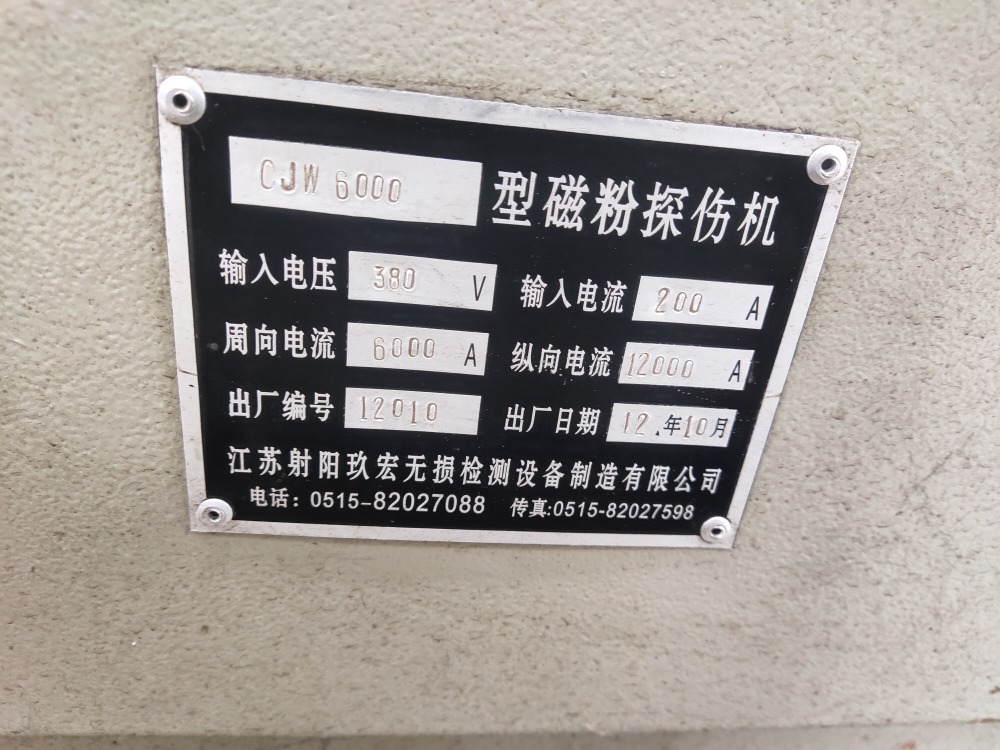 CJW 6000 型磁粉探伤机
输入电压 380 V 输入电流 200 A
周向电流 6000 A 纵向电流 12000 A
出厂编号 12010 出厂日期 12.年10月
江苏射阳玖宏无损检测设备制造有限公司
电话：0515-82027088 传真:0515-82027598